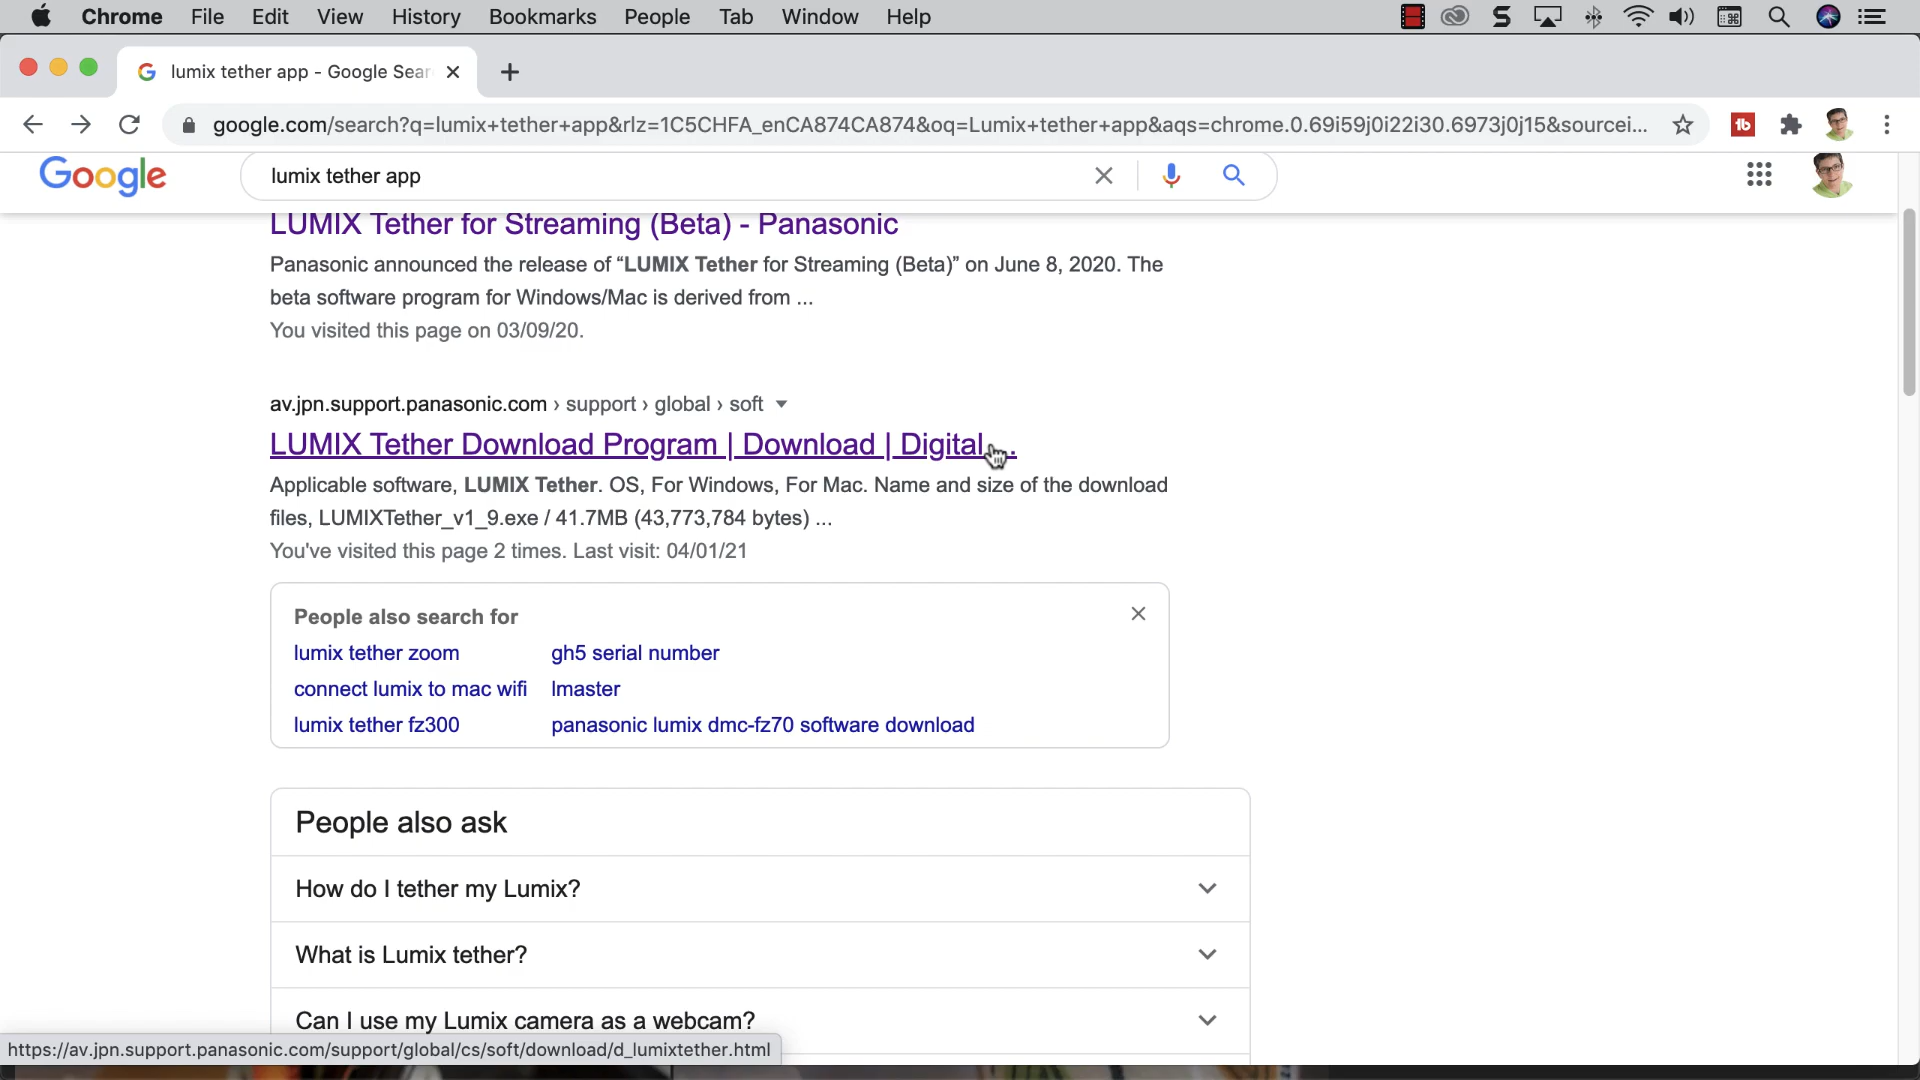 Chrome File Edit View History Bookmarks People Tab Window Help
lumix tether app - Google Sear
google.com/search?q=lumix+tether+app&rlz=1C5CHFA_enCA874CA874&oq=Lumix+tether+app&aqs=chrome.0.69i59j0i22i30.6973j0j15&sourcei...
Google
lumix tether app
LUMIX Tether for Streaming (Beta) - Panasonic
Panasonic announced the release of “LUMIX Tether for Streaming (Beta)” on June 8, 2020. The
beta software program for Windows/Mac is derived from ...
You visited this page on 03/09/20.
av.jpn.support.panasonic.com › support › global › soft
LUMIX Tether Download Program | Download | Digital ...
Applicable software, LUMIX Tether. OS, For Windows, For Mac. Name and size of the download
files, LUMIXTether_v1_9.exe / 41.7MB (43,773,784 bytes) ...
You've visited this page 2 times. Last visit: 04/01/21
People also search for
lumix tether zoom gh5 serial number
connect lumix to mac wifi lmaster
lumix tether fz300 panasonic lumix dmc-fz70 software download
People also ask
How do I tether my Lumix?
What is Lumix tether?
Can I use my Lumix camera as a webcam?
https://av.jpn.support.panasonic.com/support/global/cs/soft/download/d_lumixtether.html